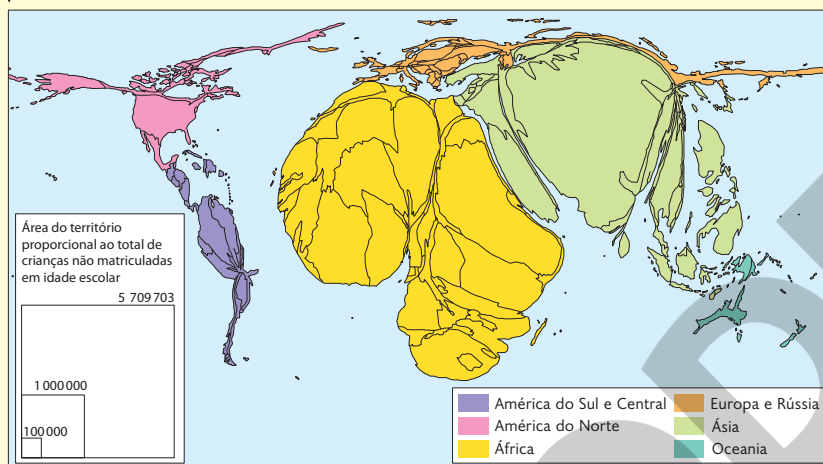 Área do território
proporcional ao total de
crianças não matriculadas
em idade escolar
5 709 703
1 000 000
100 000
América do Sul e Central
América do Norte
África
Europa e Rússia
Ásia
Oceania